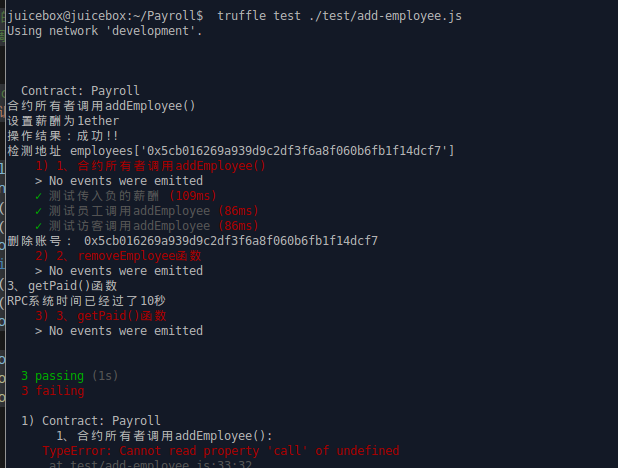 juicebox@juicebox:~/Payroll$  truffle test ./test/add-employee.js
Using network 'development'.
Contract: Payroll
合约所有者调用addEmployee()
设置薪酬为1ether
操作结果：成功!!
检测地址 employees['0x5cb016269a939d9c2df3f6a8f060b6fb1f14dcf7']
1) 1、合约所有者调用addEmployee()
> No events were emitted
✓ 测试传入负的薪酬 (109ms)
✓ 测试员工调用addEmployee (86ms)
✓ 测试访客调用addEmployee (86ms)
删除账号： 0x5cb016269a939d9c2df3f6a8f060b6fb1f14dcf7
2) 2、removeEmployee函数
> No events were emitted
3、getPaid()函数
RPC系统时间已经过了10秒
3) 3、getPaid()函数
> No events were emitted
3 passing (1s)
3 failing
1) Contract: Payroll
1、合约所有者调用addEmployee():
TypeError: Cannot read property 'call' of undefined
at test/add-employee.js:33:32